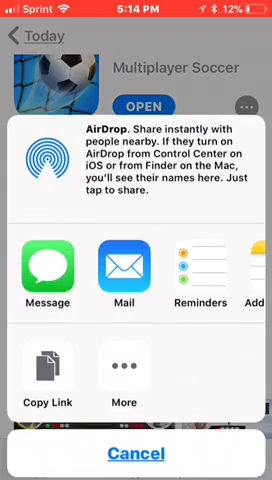 Sprint 5:14 PM 12%
Today
Multiplayer Soccer
OPEN
AirDrop. Share instantly with
people nearby. If they turn on
AirDrop from Control Center on
iOS or from Finder on the Mac,
you'll see their names here. Just
tap to share.
Message Mail Reminders Add
Copy Link More
Cancel